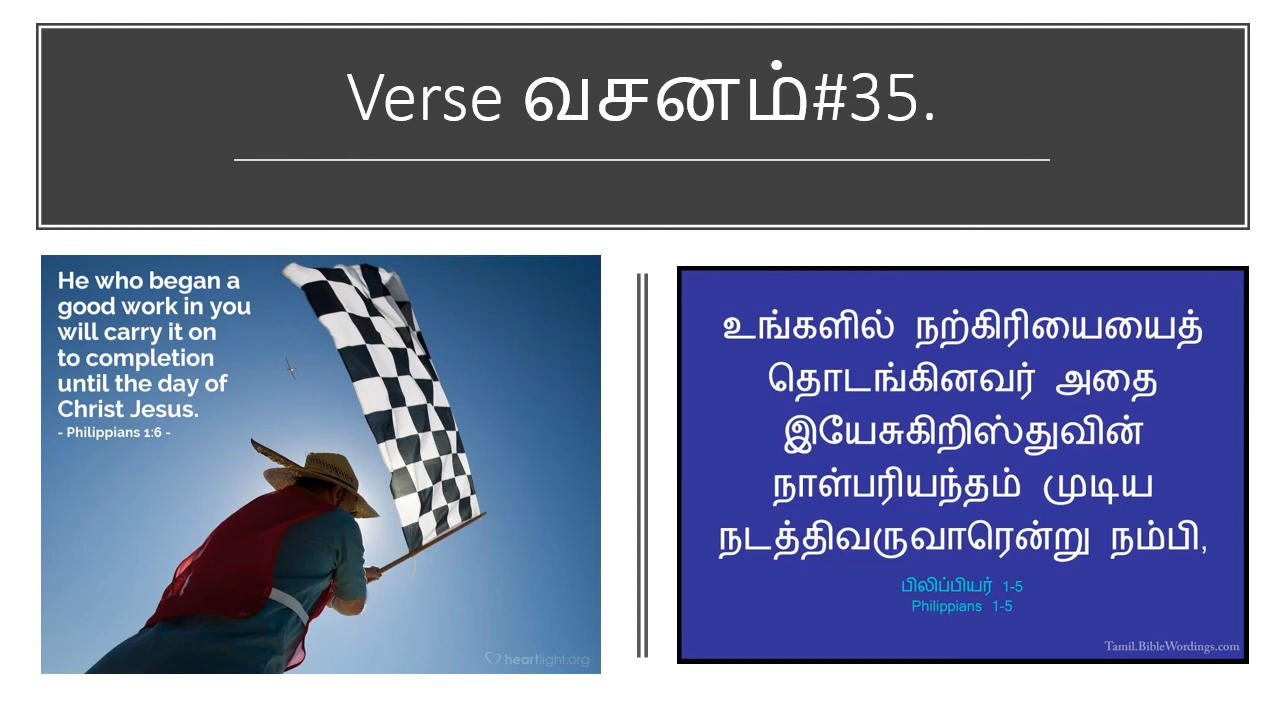 Verse வசனம்#35.
He who began a
good work in you
will carry it on
to completion
until the day of
Christ Jesus.
- Philippians 1:6 -
heartlight.org
உங்களில் நற்கிரியையைத்
தொடங்கினவர் அதை
இயேசுகிறிஸ்துவின்
நாள்பரியந்தம் முடிய
நடத்திவருவாரென்று நம்பி,
பிலிப்பியர் 1-5
Philippians 1-5
Tamil.BibleWordings.com